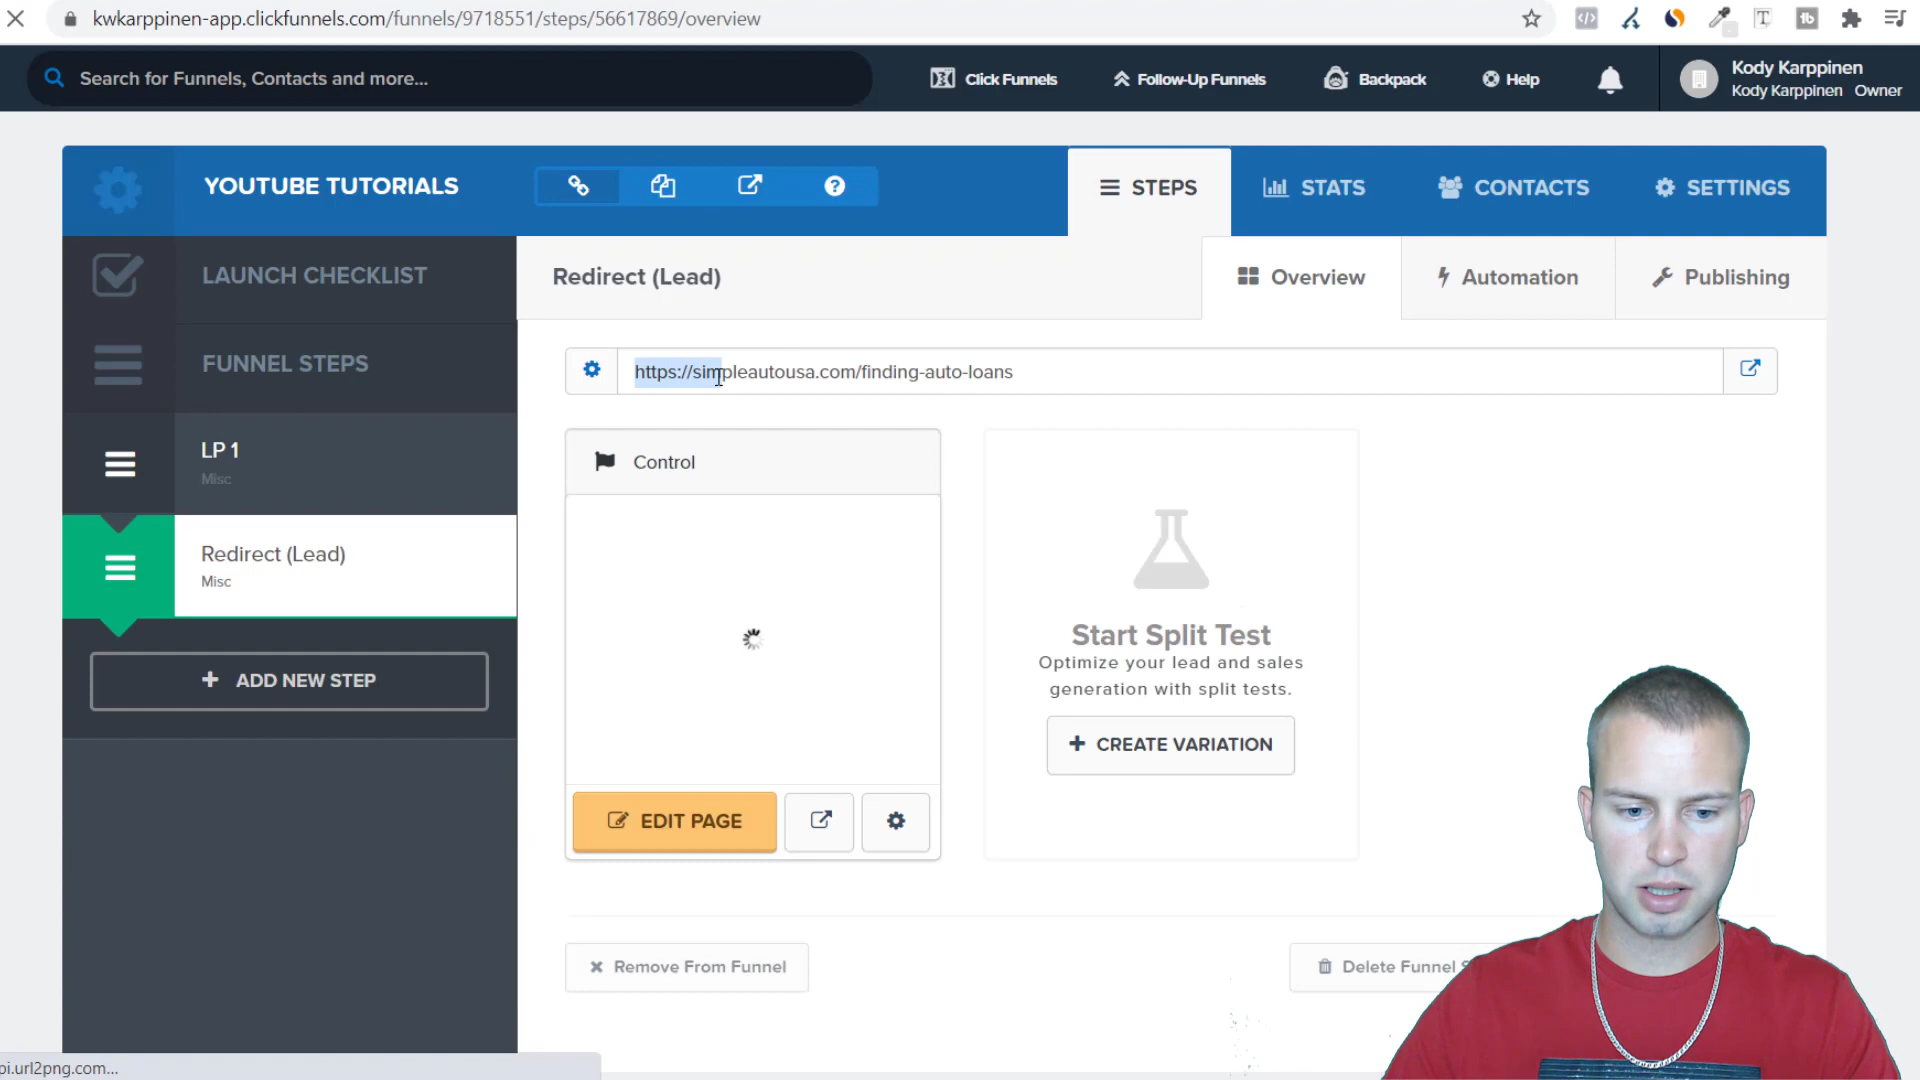 kwkarppinen-app.clickfunnels.com/funnels/9718551/steps/56617869/overview
Search for Funnels, Contacts and more...
Click Funnels
Follow-Up Funnels
Backpack
Help
Kody Karppinen
Kody Karppinen Owner
YOUTUBE TUTORIALS
STEPS
STATS
CONTACTS
SETTINGS
LAUNCH CHECKLIST
Redirect (Lead)
Overview
Automation
Publishing
FUNNEL STEPS
https://simpleautousa.com/finding-auto-loans
LP 1
Misc
Control
Redirect (Lead)
Misc
Start Split Test
Optimize your lead and sales
generation with split tests.
ADD NEW STEP
CREATE VARIATION
EDIT PAGE
Remove From Funnel
Delete Funnel
pi.url2png.com...